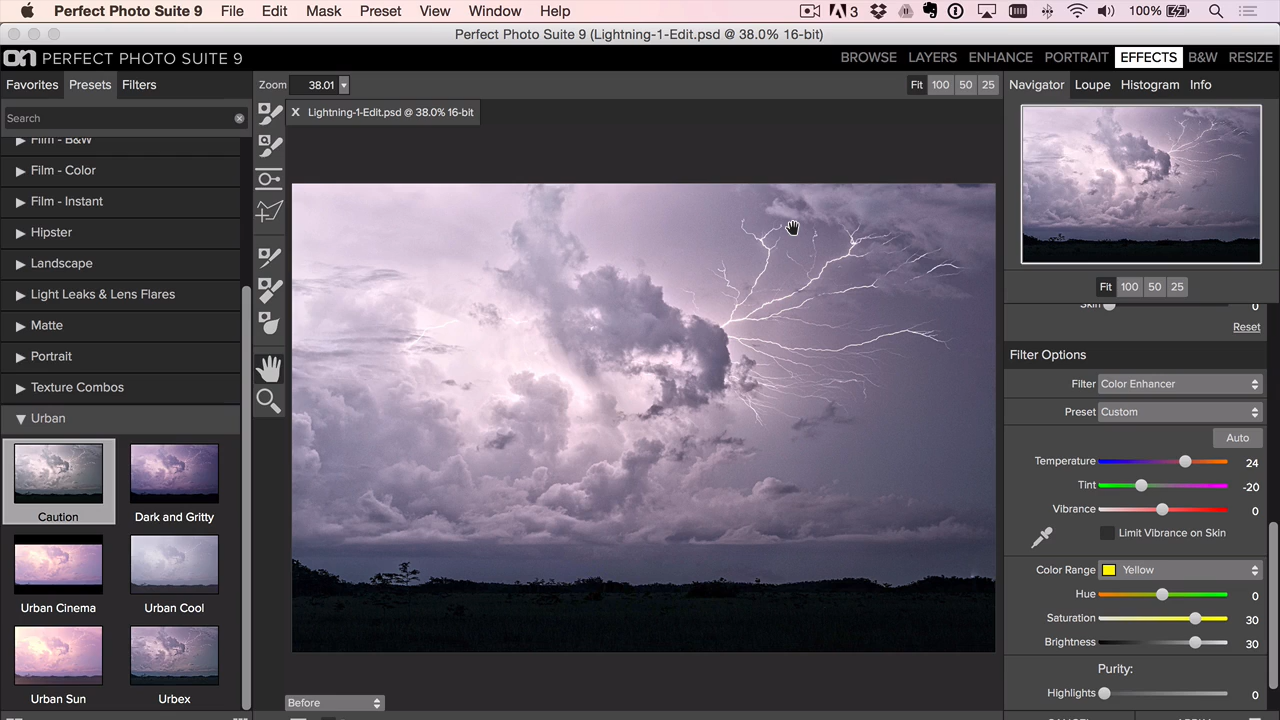 Perfect Photo Suite 9 File Edit Mask Preset View Window Help 3 100%
Perfect Photo Suite 9 (Lightning-1-Edit.psd @ 38.0% 16-bit)
on PERFECT PHOTO SUITE 9 BROWSE LAYERS ENHANCE PORTRAIT EFFECTS B&W RESIZE
Favorites Presets Filters Zoom 38.01 Fit 100 50 25 Navigator Loupe Histogram Info
Search
X Lightning-1-Edit.psd @ 38.0% 16-bit
Film - B&W
Film - Color
Film - Instant
Hipster
Landscape
Light Leaks & Lens Flares
Matte
Portrait
Texture Combos
Urban
Caution Dark and Gritty
Urban Cinema Urban Cool
Urban Sun Urbex
Before
Fit 100 50 25
Skin 0
Reset
Filter Options
Filter Color Enhancer
Preset Custom
Auto
Temperature 24
Tint -20
Vibrance 0
Limit Vibrance on Skin
Color Range Yellow
Hue 0
Saturation 30
Brightness 30
Purity:
Highlights 0